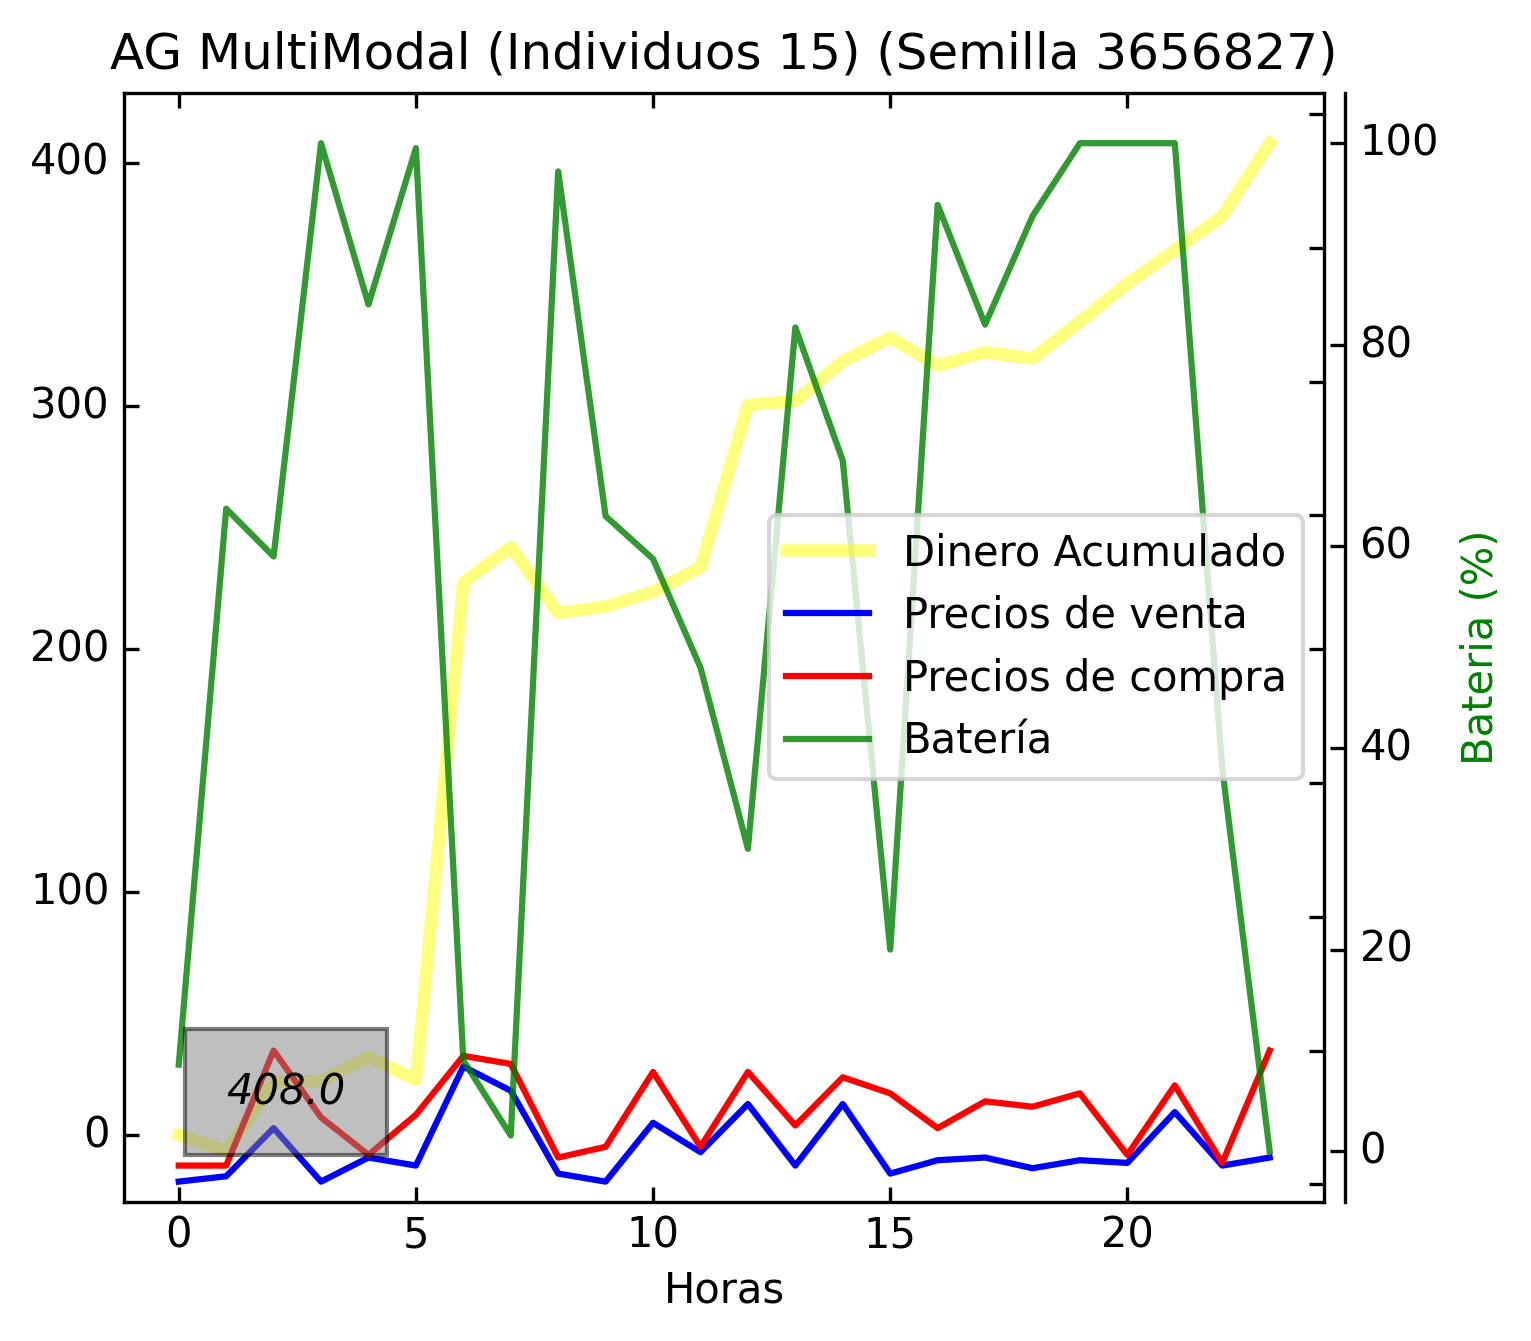 AG MultiModal (Individuos 15) (Semilla 3656827)
400
300
200
100
0
100
80
60
40
20
0
Bateria (%)
Dinero Acumulado
Precios de venta
Precios de compra
Batería
408.0
0 5 10 15 20
Horas